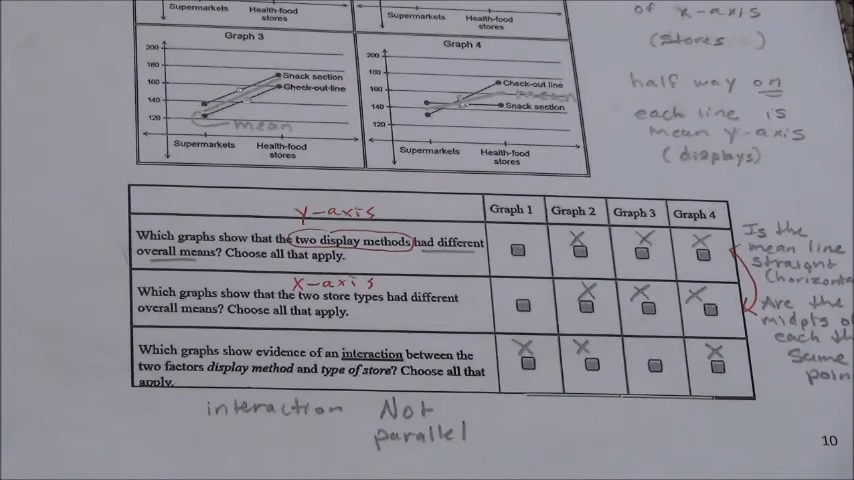 Supermarkets Health-food stores
Supermarkets Health-food stores
of x-axis
(stores )
half way on
each line is
mean y-axis
(displays)
Graph 3
200
180
160
140
120
Snack section
Check-out line
mean
Supermarkets Health-food stores
Graph 4
200
180
160
140
120
Check-out line
mean
Snack section
Supermarkets Health-food stores
Graph 1 Graph 2 Graph 3 Graph 4
y-axis
Which graphs show that the two display methods had different
overall means? Choose all that apply.
x-axis
Which graphs show that the two store types had different
overall means? Choose all that apply.
Which graphs show evidence of an interaction between the
two factors display method and type of store? Choose all that
apply.
Is the
mean line
straight
(horizonta
Are the
midpts o
each th
same
poin
interaction Not
parallel
10